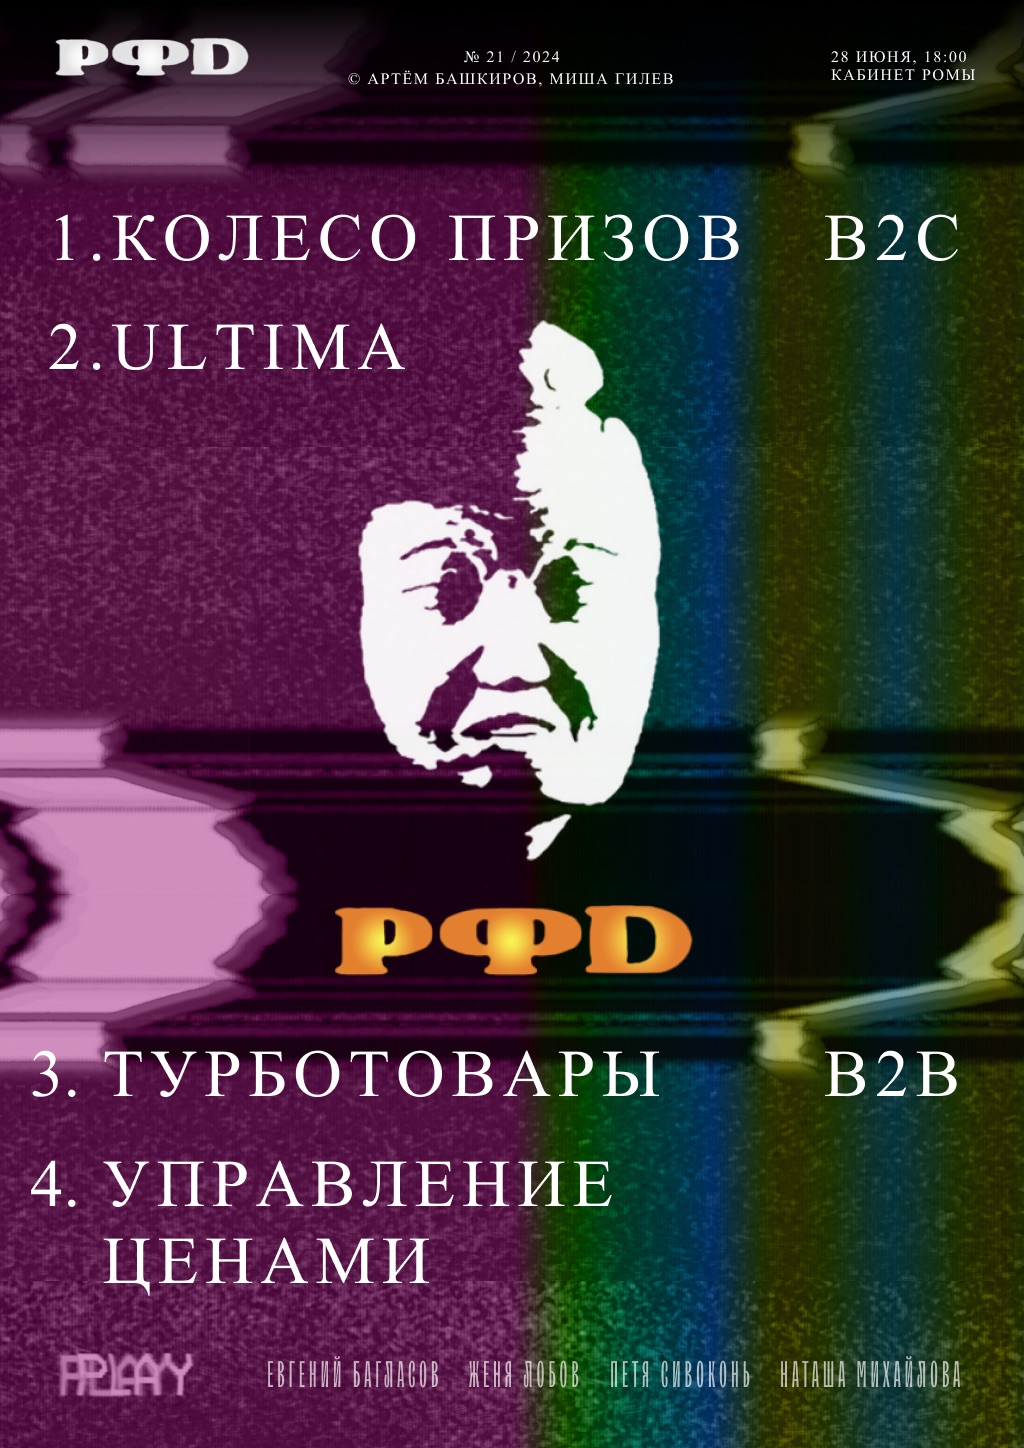 РФD
№ 21 / 2024
© АРТЁМ БАШКИРОВ, МИША ГИЛЕВ
28 ИЮНЯ, 18:00
КАБИНЕТ РОМЫ
1. КОЛЕСО ПРИЗОВ B2C
2. ULTIMA
РФD
3. ТУРБОТОВАРЫ B2B
4. УПРАВЛЕНИЕ
ЦЕНАМИ
ЕВГЕНИЙ БАГЛАСОВ ЖЕНЯ ЛОБОВ ПЕТЯ СИВОКОНЬ НАТАША МИХАЙЛОВА